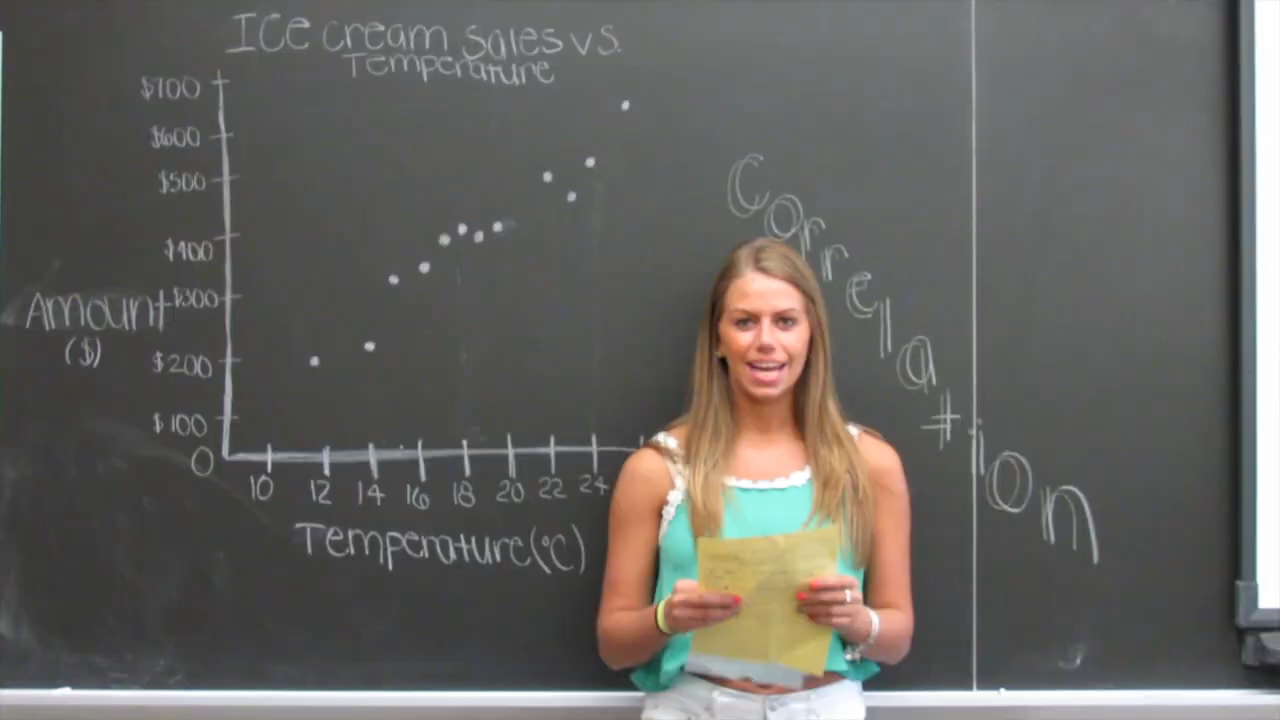 Ice cream sales vs.
Temperature
$700
$600
$500
$400
$300
$200
$100
0
Amount
($)
10 12 14 16 18 20 22 24
Temperature(°C)
Correlation